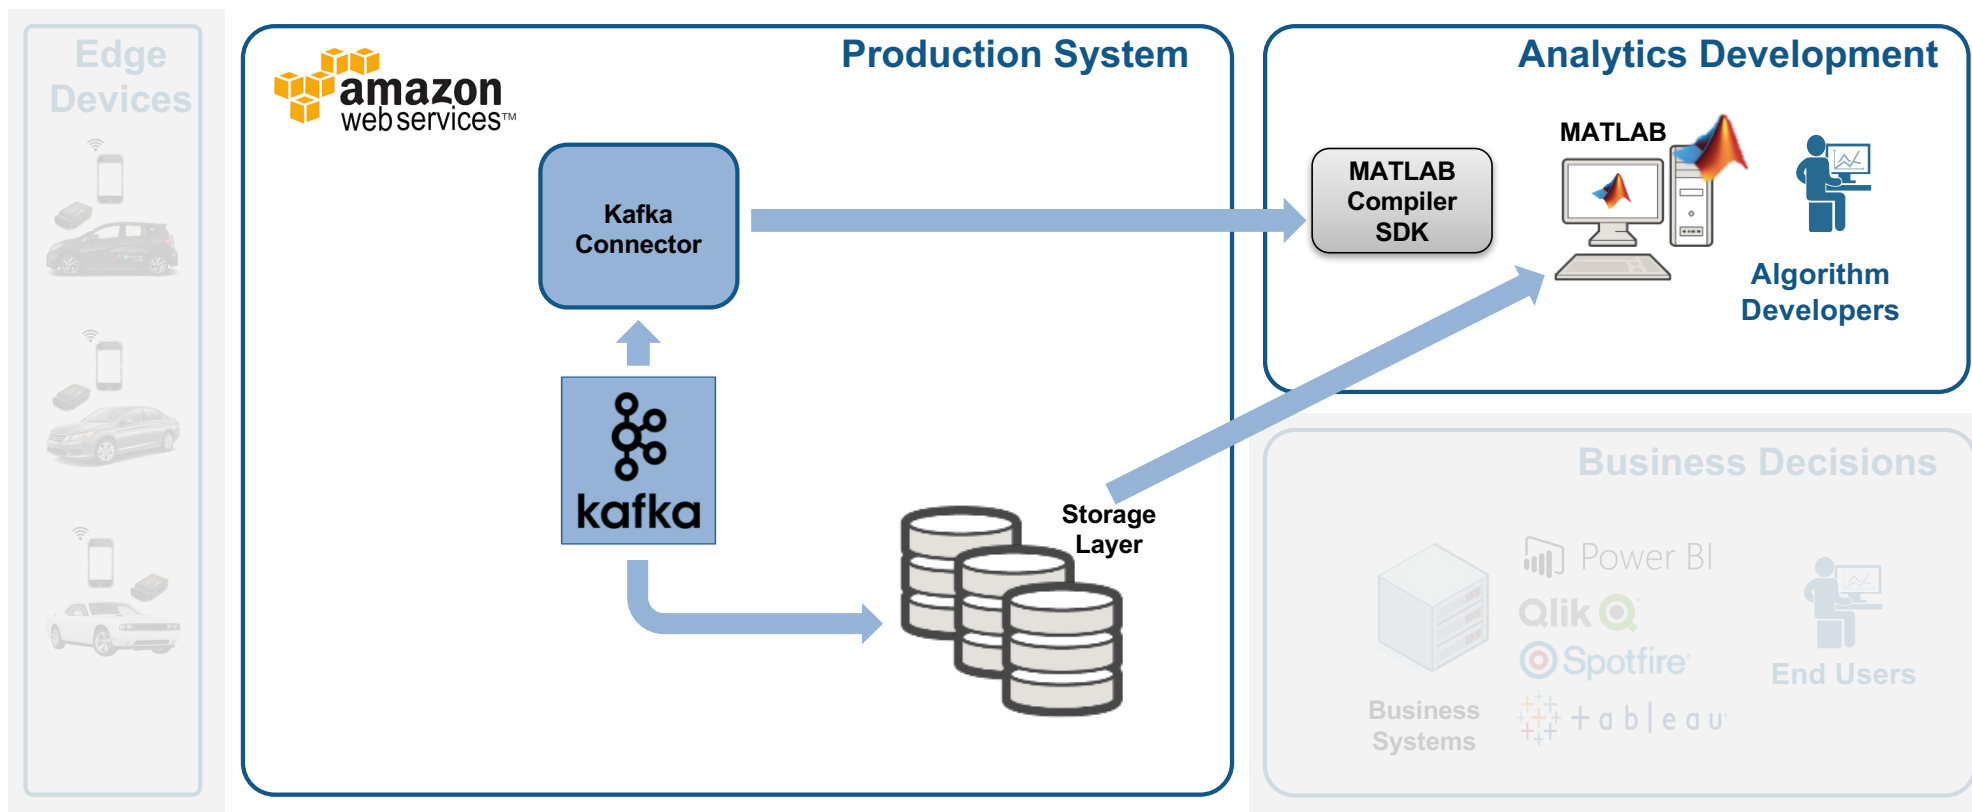 Edge
Devices
amazon
web services™
Production System
Kafka
Connector
kafka
Storage
Layer
Analytics Development
MATLAB
Compiler
SDK
MATLAB
Algorithm
Developers
Business Decisions
Business
Systems
Power BI
Qlik
Spotfire
+ a b l e a u
End Users